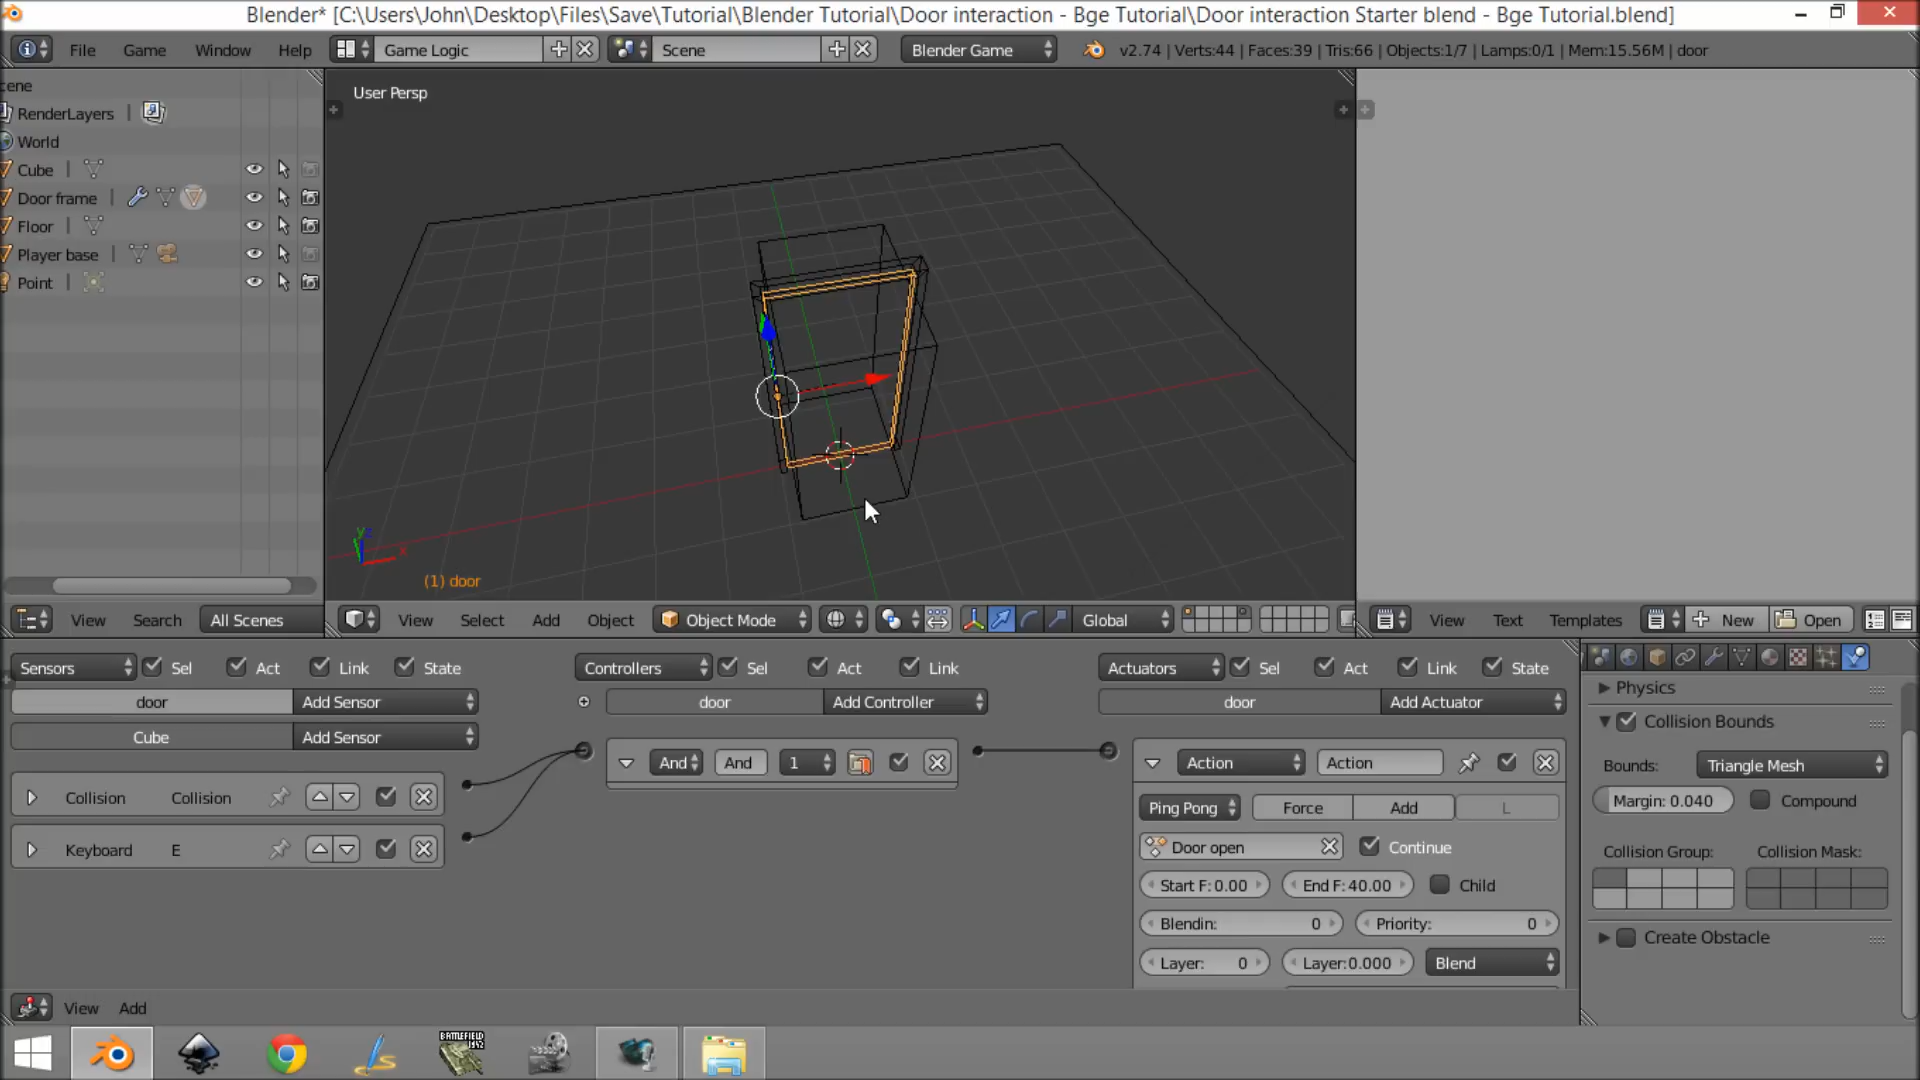 Blender* [C:\Users\John\Desktop\Files\Save\Tutorial\Blender Tutorial\Door interaction - Bge Tutorial\Door interaction Starter blend - Bge Tutorial.blend]
File Game Window Help Game Logic Scene Blender Game v2.74 | Verts:44 | Faces:39 | Tris:66 | Objects:1/7 | Lamps:0/1 | Mem:15.56M | door
cene
RenderLayers
World
Cube
Door frame
Floor
Player base
Point
User Persp
(1) door
View Search All Scenes
View Select Add Object Object Mode Global
View Text Templates New Open
Sensors Sel Act Link State
door Add Sensor
Cube Add Sensor
Collision Collision
Keyboard E
Controllers Sel Act Link
door Add Controller
And And 1
Actuators Sel Act Link State
door Add Actuator
Action Action
Ping Pong Force Add L
Door open Continue
Start F: 0.00 End F: 40.00 Child
Blendin: 0 Priority: 0
Layer: 0 Layer: 0.000 Blend
Physics
Collision Bounds
Bounds: Triangle Mesh
Margin: 0.040 Compound
Collision Group: Collision Mask:
Create Obstacle
View Add
BATTLEFIELD
1942